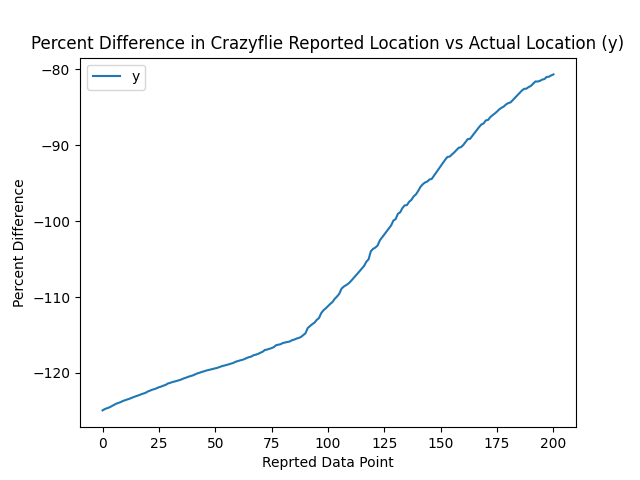 Percent Difference in Crazyflie Reported Location vs Actual Location (y)
y
Percent Difference
−80
−90
−100
−110
−120
0 25 50 75 100 125 150 175 200
Reprted Data Point